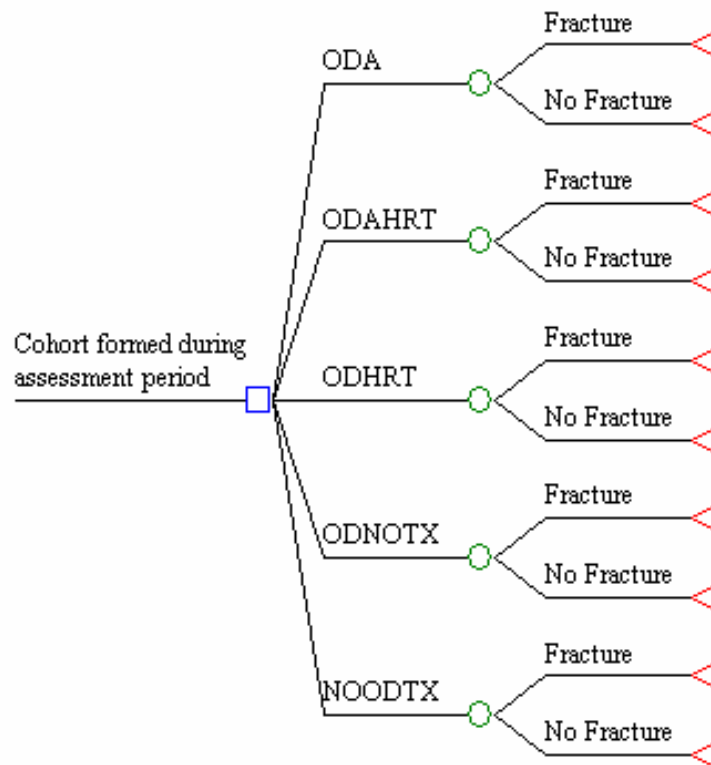 Fracture
ODA
No Fracture
Fracture
ODAHRT
No Fracture
Cohort formed during
assessment period
Fracture
ODHRT
No Fracture
Fracture
ODNOTX
No Fracture
Fracture
NOODTX
No Fracture